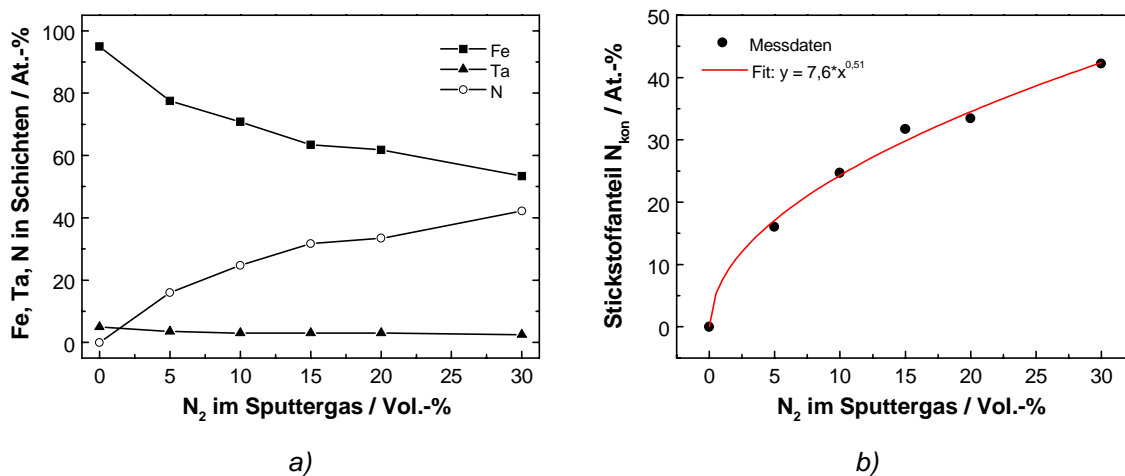 Fe, Ta, N in Schichten / At.-%
100
80
60
40
20
0
Fe
Ta
N
0 5 10 15 20 25 30
N2 im Sputtergas / Vol.-%
a)
Stickstoffanteil Nkon / At.-%
50
40
30
20
10
0
Messdaten
Fit: y = 7,6*x^0,51
0 5 10 15 20 25 30
N2 im Sputtergas / Vol.-%
b)